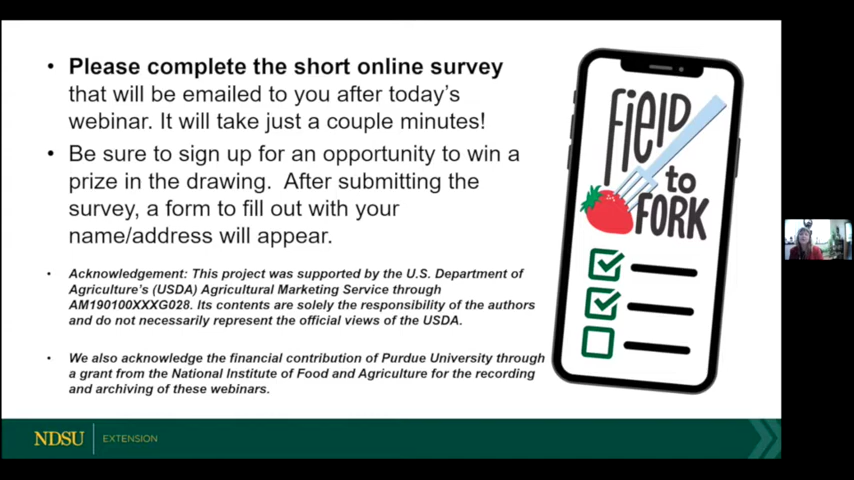 • Please complete the short online survey
that will be emailed to you after today's
webinar. It will take just a couple minutes!
• Be sure to sign up for an opportunity to win a
prize in the drawing. After submitting the
survey, a form to fill out with your
name/address will appear.
• Acknowledgement: This project was supported by the U.S. Department of
Agriculture's (USDA) Agricultural Marketing Service through
AM190100XXXG028. Its contents are solely the responsibility of the authors
and do not necessarily represent the official views of the USDA.
• We also acknowledge the financial contribution of Purdue University through
a grant from the National Institute of Food and Agriculture for the recording
and archiving of these webinars.
FiELD
to
FORK
NDSU EXTENSION